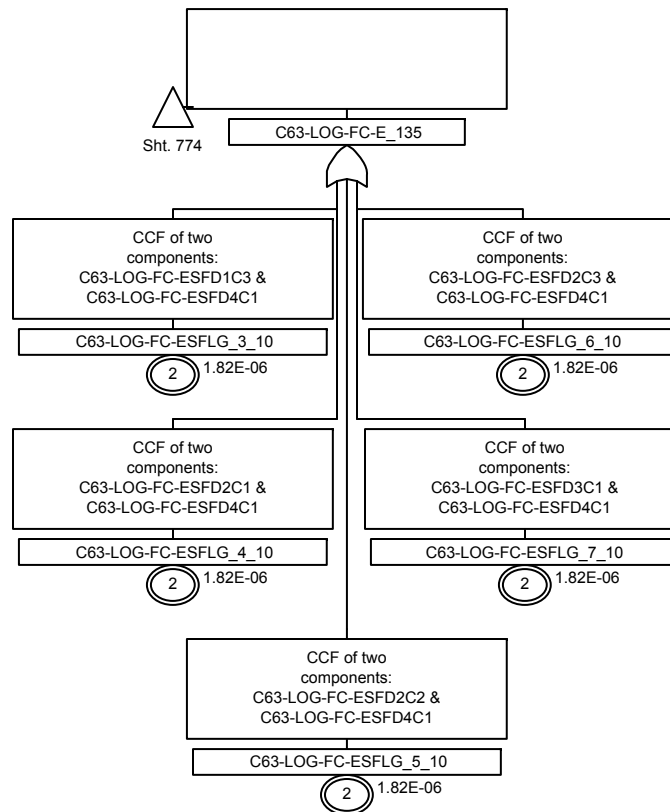 C63-LOG-FC-E_135
Sht. 774
CCF of two
components:
C63-LOG-FC-ESFD1C3 &
C63-LOG-FC-ESFD4C1
C63-LOG-FC-ESFLG_3_10
2
1.82E-06
CCF of two
components:
C63-LOG-FC-ESFD2C3 &
C63-LOG-FC-ESFD4C1
C63-LOG-FC-ESFLG_6_10
2
1.82E-06
CCF of two
components:
C63-LOG-FC-ESFD2C1 &
C63-LOG-FC-ESFD4C1
C63-LOG-FC-ESFLG_4_10
2
1.82E-06
CCF of two
components:
C63-LOG-FC-ESFD3C1 &
C63-LOG-FC-ESFD4C1
C63-LOG-FC-ESFLG_7_10
2
1.82E-06
CCF of two
components:
C63-LOG-FC-ESFD2C2 &
C63-LOG-FC-ESFD4C1
C63-LOG-FC-ESFLG_5_10
2
1.82E-06